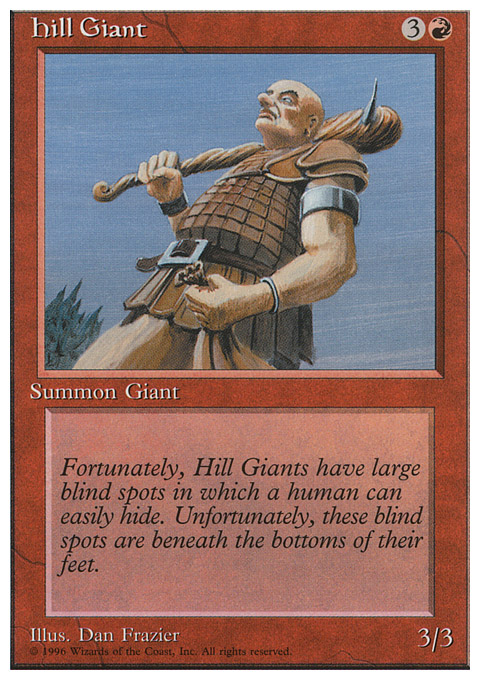 Hill Giant
3
Summon Giant
Fortunately, Hill Giants have large
blind spots in which a human can
easily hide. Unfortunately, these blind
spots are beneath the bottoms of their
feet.
Illus. Dan Frazier
3/3
© 1996 Wizards of the Coast, Inc. All rights reserved.